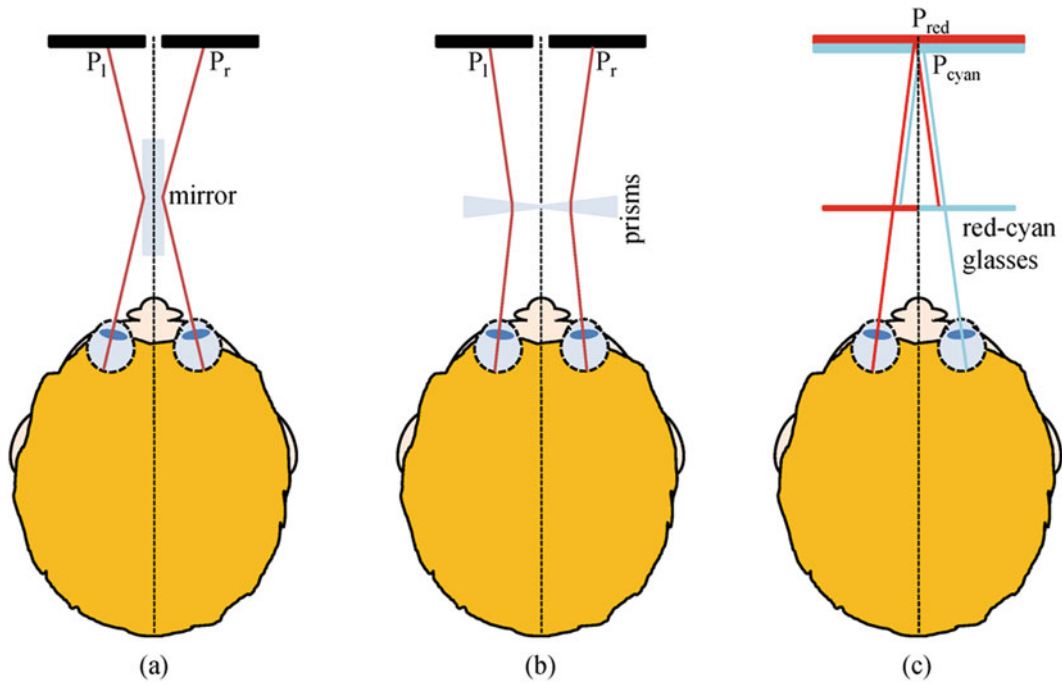 P_l P_r
mirror
(a)
P_l P_r
prisms
(b)
P_red
P_cyan
red-cyan
glasses
(c)